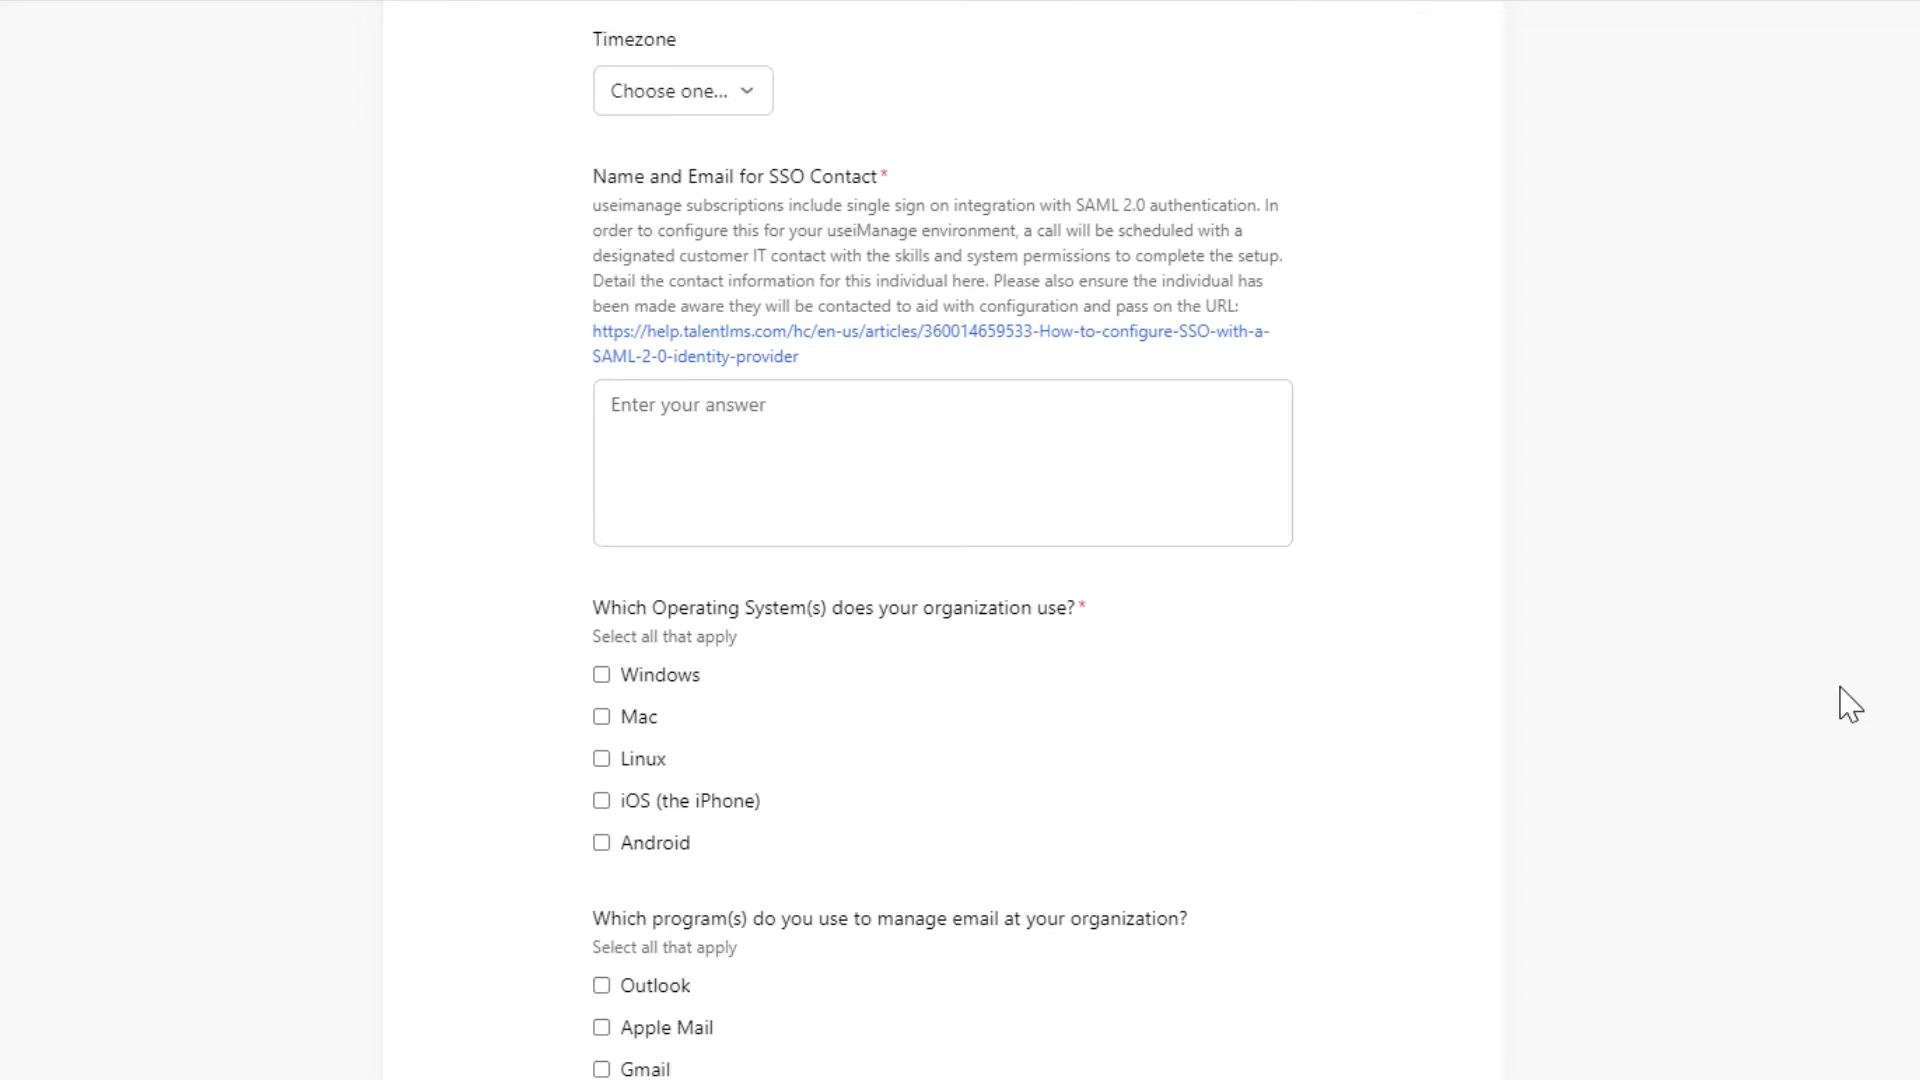 Timezone
Choose one...
Name and Email for SSO Contact*
useimanage subscriptions include single sign on integration with SAML 2.0 authentication. In
order to configure this for your useiManage environment, a call will be scheduled with a
designated customer IT contact with the skills and system permissions to complete the setup.
Detail the contact information for this individual here. Please also ensure the individual has
been made aware they will be contacted to aid with configuration and pass on the URL:
https://help.talentlms.com/hc/en-us/articles/360014659533-How-to-configure-SSO-with-a-
SAML-2-0-identity-provider
Enter your answer
Which Operating System(s) does your organization use?*
Select all that apply
Windows
Mac
Linux
iOS (the iPhone)
Android
Which program(s) do you use to manage email at your organization?
Select all that apply
Outlook
Apple Mail
Gmail